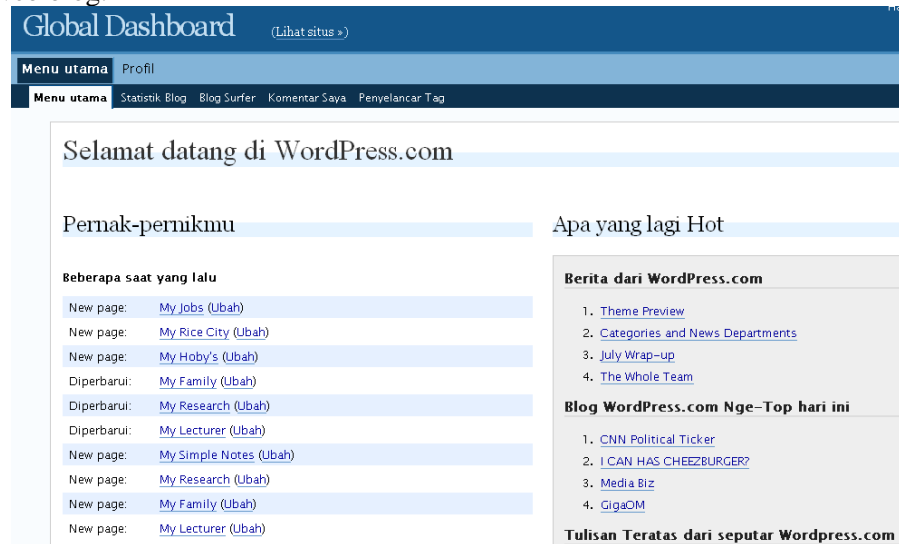 Global Dashboard (Lihat situs »)
Menu utama Profil
Menu utama Statistik Blog Blog Surfer Komentar Saya Penyelancar Tag
Selamat datang di WordPress.com
Pernak-pernikmu
Beberapa saat yang lalu
New page: My Jobs (Ubah)
New page: My Rice City (Ubah)
New page: My Hoby's (Ubah)
Diperbarui: My Family (Ubah)
Diperbarui: My Research (Ubah)
Diperbarui: My Lecturer (Ubah)
New page: My Simple Notes (Ubah)
New page: My Research (Ubah)
New page: My Family (Ubah)
New page: My Lecturer (Ubah)
Apa yang lagi Hot
Berita dari WordPress.com
1. Theme Preview
2. Categories and News Departments
3. July Wrap-up
4. The Whole Team
Blog WordPress.com Nge-Top hari ini
1. CNN Political Ticker
2. I CAN HAS CHEEZBURGER?
3. Media Biz
4. GigaOM
Tulisan Teratas dari seputar Wordpress.com